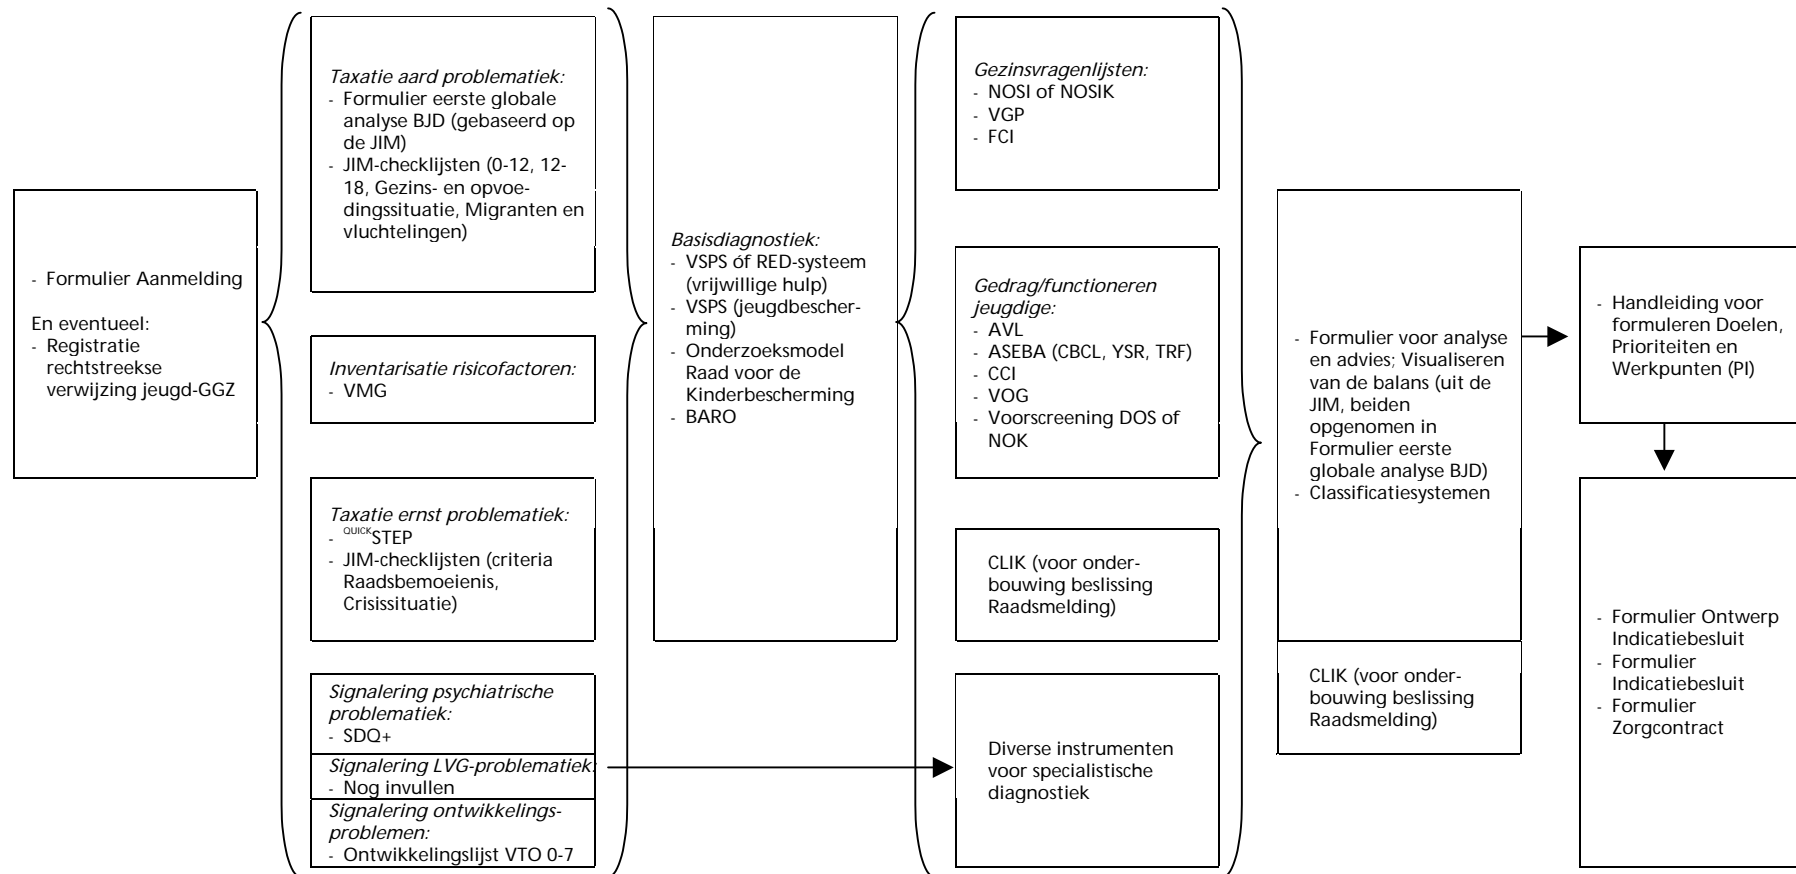 - Formulier Aanmelding
En eventueel:
- Registratie
rechtstreekse
verwijzing jeugd-GGZ
Taxatie aard problematiek:
- Formulier eerste globale
analyse BJD (gebaseerd op
de JIM)
- JIM-checklijsten (0-12, 12-
18, Gezins- en opvoe-
dingssituatie, Migranten en
vluchtelingen)
Inventarisatie risicofactoren:
- VMG
Taxatie ernst problematiek:
- QUICKSTEP
- JIM-checklijsten (criteria
Raadsbemoeienis,
Crisissituatie)
Signalering psychiatrische
problematiek:
- SDQ+
Signalering LVG-problematiek:
- Nog invullen
Signalering ontwikkelings-
problemen:
- Ontwikkelingslijst VTO 0-7
Basisdiagnostiek:
- VSPS óf RED-systeem
(vrijwillige hulp)
- VSPS (jeugdbescher-
ming)
- Onderzoeksmodel
Raad voor de
Kinderbescherming
- BARO
Gezinsvragenlijsten:
- NOSI of NOSIK
- VGP
- FCI
Gedrag/functioneren
jeugdige:
- AVL
- ASEBA (CBCL, YSR, TRF)
- CCI
- VOG
- Voorscreening DOS of
NOK
CLIK (voor onder-
bouwing beslissing
Raadsmelding)
Diverse instrumenten
voor specialistische
diagnostiek
- Formulier voor analyse
en advies; Visualiseren
van de balans (uit de
JIM, beiden
opgenomen in
Formulier eerste
globale analyse BJD)
- Classificatiesystemen
CLIK (voor onder-
bouwing beslissing
Raadsmelding)
- Handleiding voor
formuleren Doelen,
Prioriteiten en
Werkpunten (PI)
- Formulier Ontwerp
Indicatiebesluit
- Formulier
Indicatiebesluit
- Formulier
Zorgcontract